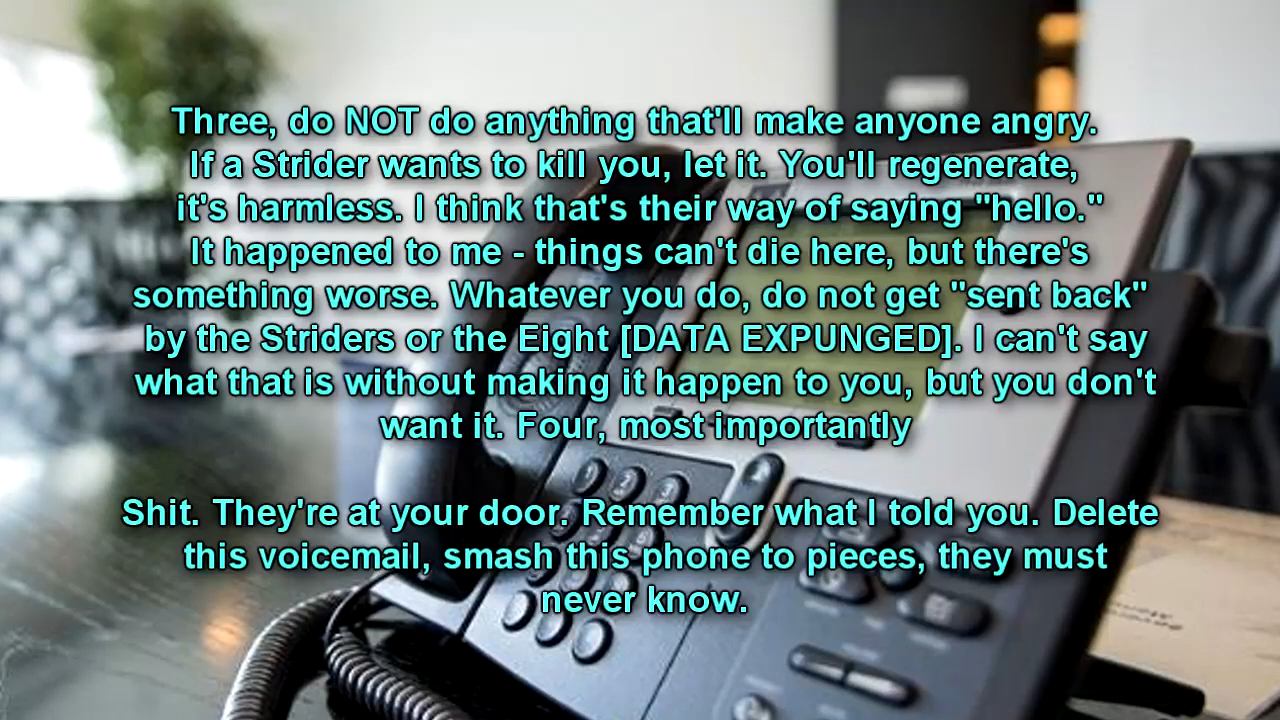 Three, do NOT do anything that'll make anyone angry.
If a Strider wants to kill you, let it. You'll regenerate,
it's harmless. I think that's their way of saying "hello."
It happened to me - things can't die here, but there's
something worse. Whatever you do, do not get "sent back"
by the Striders or the Eight [DATA EXPUNGED]. I can't say
what that is without making it happen to you, but you don't
want it. Four, most importantly
Shit. They're at your door. Remember what I told you. Delete
this voicemail, smash this phone to pieces, they must
never know.
1 2 3